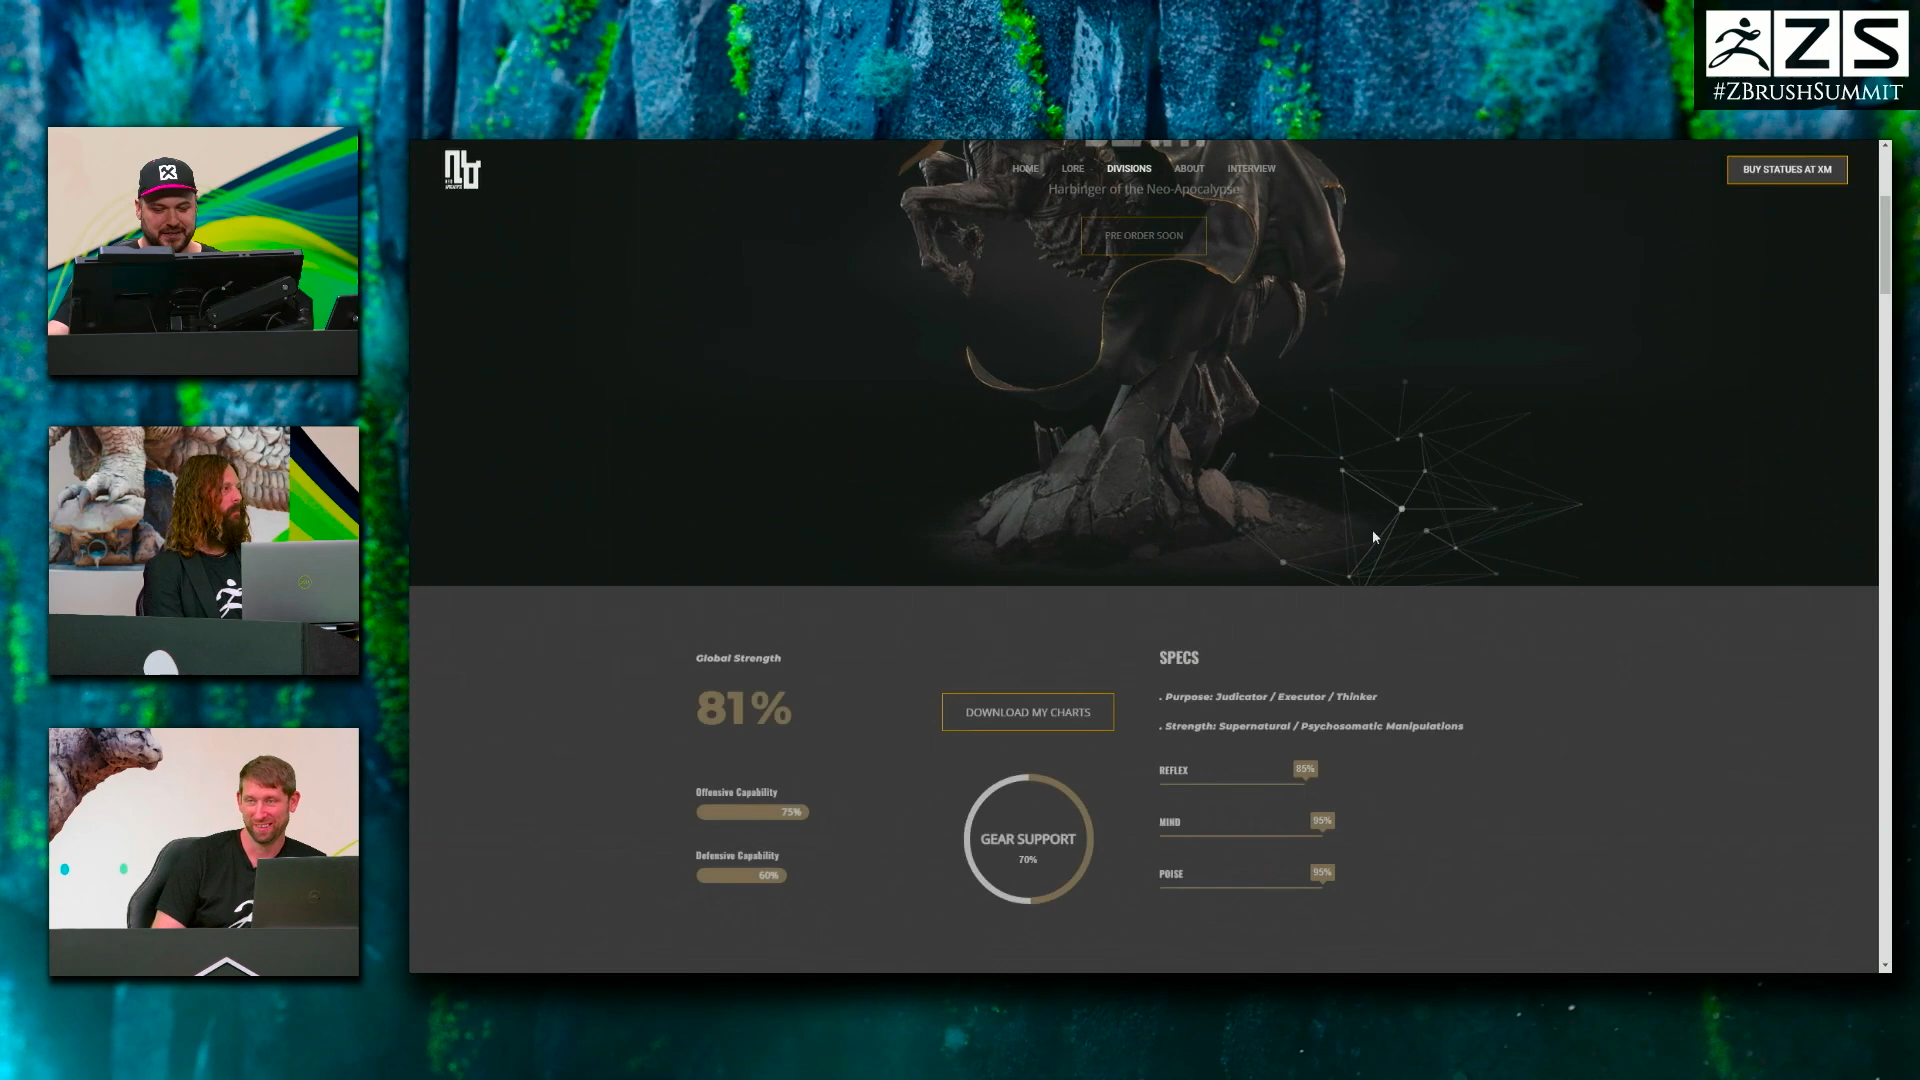 ZS
#ZBRUSHSUMMIT
HOME LORE DIVISIONS ABOUT INTERVIEW
BUY STATUES AT XM
Harbinger of the Neo-Apocalypse
PRE ORDER SOON
Global Strength
81%
Offensive Capability
75%
Defensive Capability
60%
DOWNLOAD MY CHARTS
GEAR SUPPORT
70%
SPECS
. Purpose: Judicator / Executor / Thinker
. Strength: Supernatural / Psychosomatic Manipulations
REFLEX
85%
MIND
95%
POISE
95%